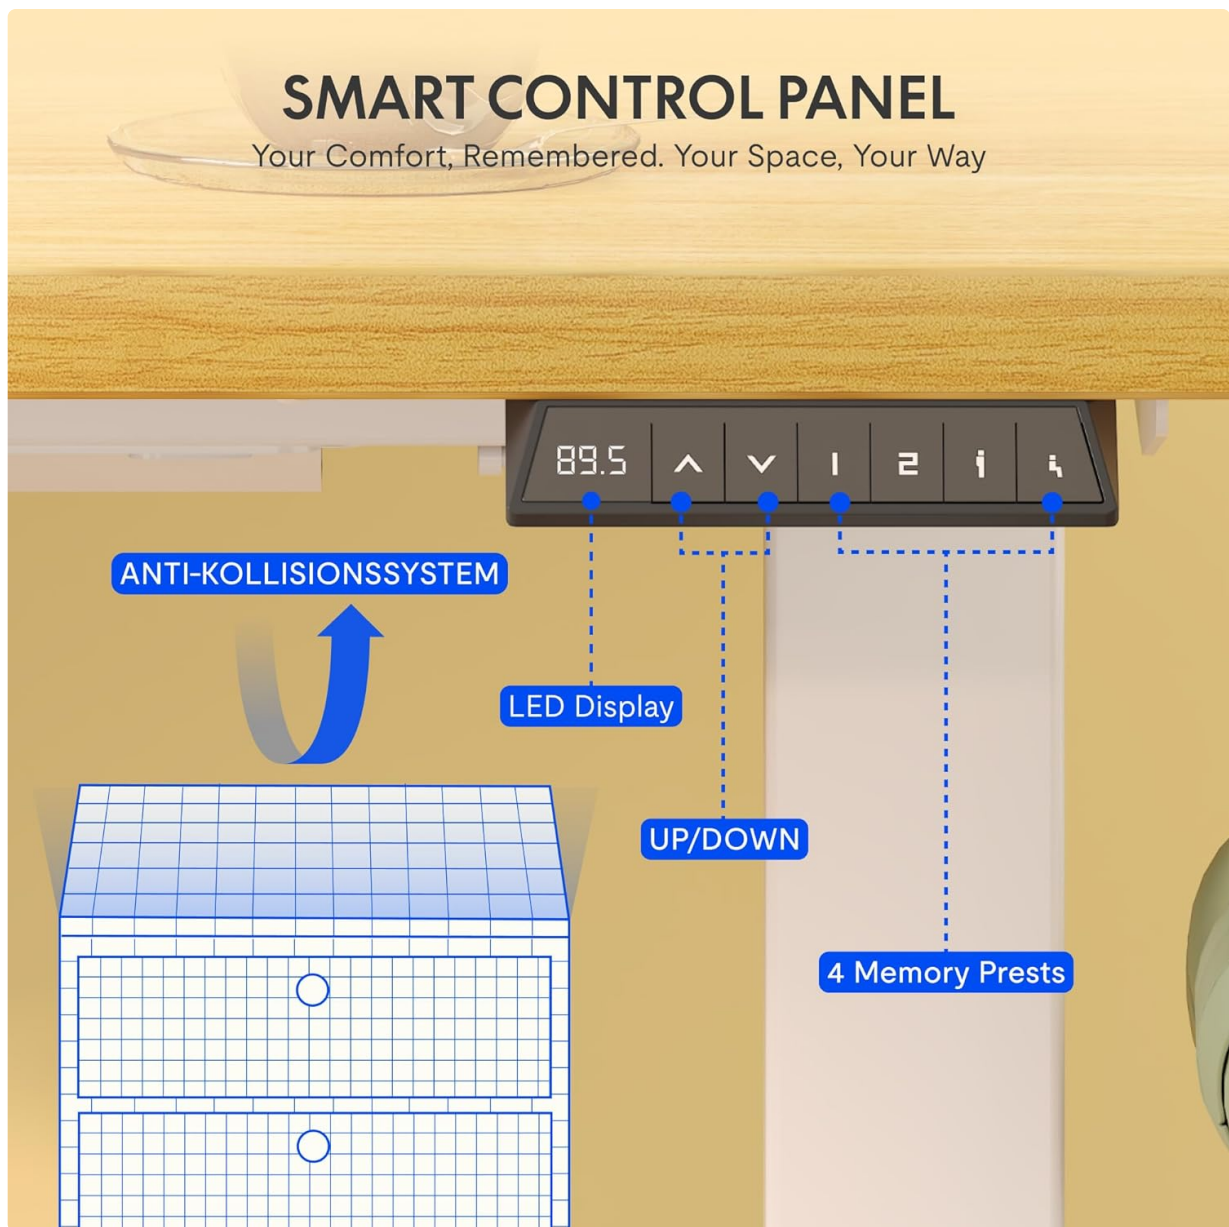 SMART CONTROL PANEL
Your Comfort, Remembered. Your Space, Your Way
89.5
1
2
ANTI-KOLLISIONSSYSTEM
LED Display
UP/DOWN
4 Memory Prests